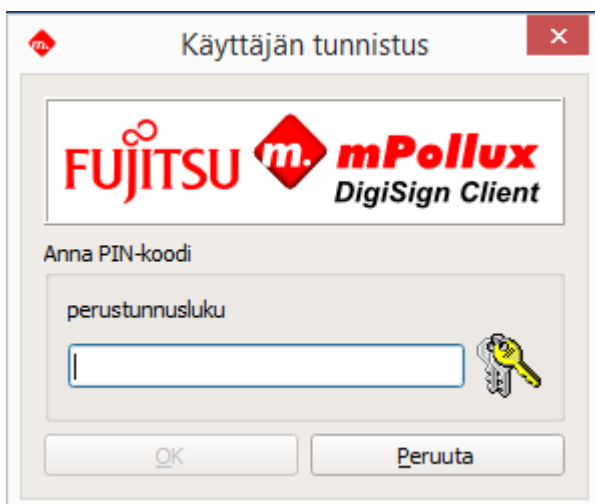 m.
Käyttäjän tunnistus
FUJITSU
m. mPollux
DigiSign Client
Anna PIN-koodi
perustunnusluku
OK
Peruuta